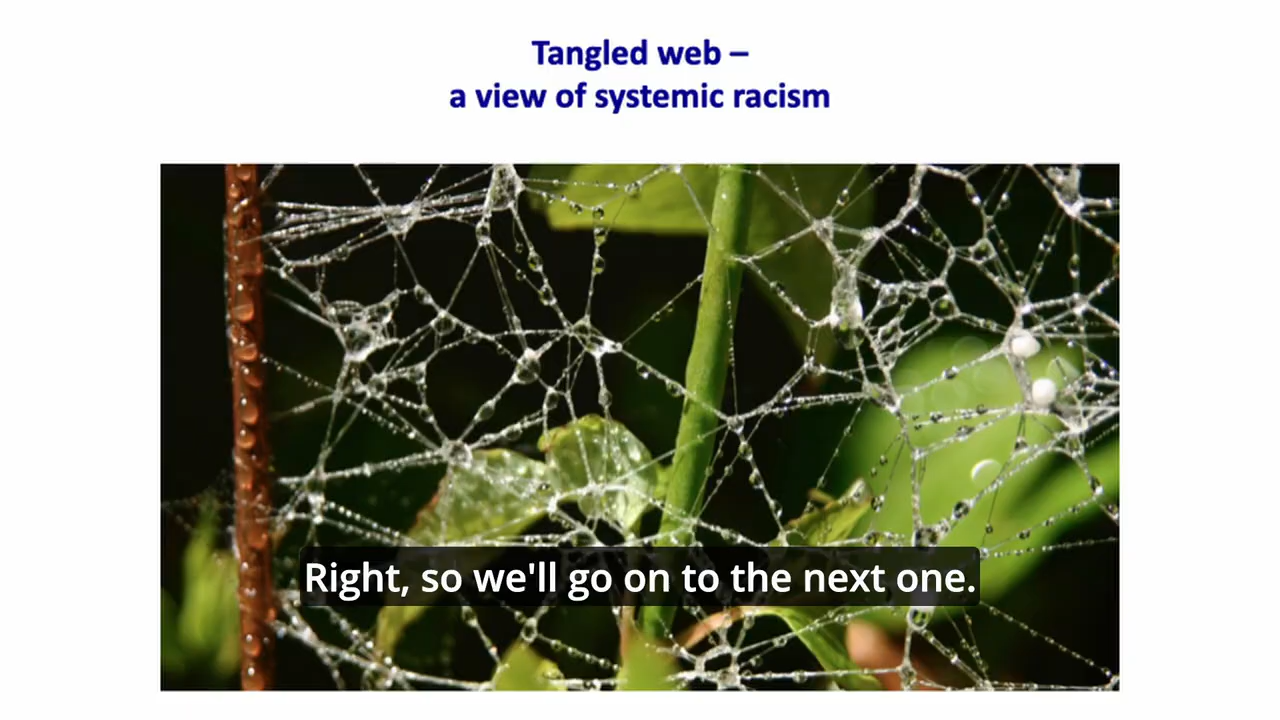 Tangled web –
a view of systemic racism
Right, so we'll go on to the next one.